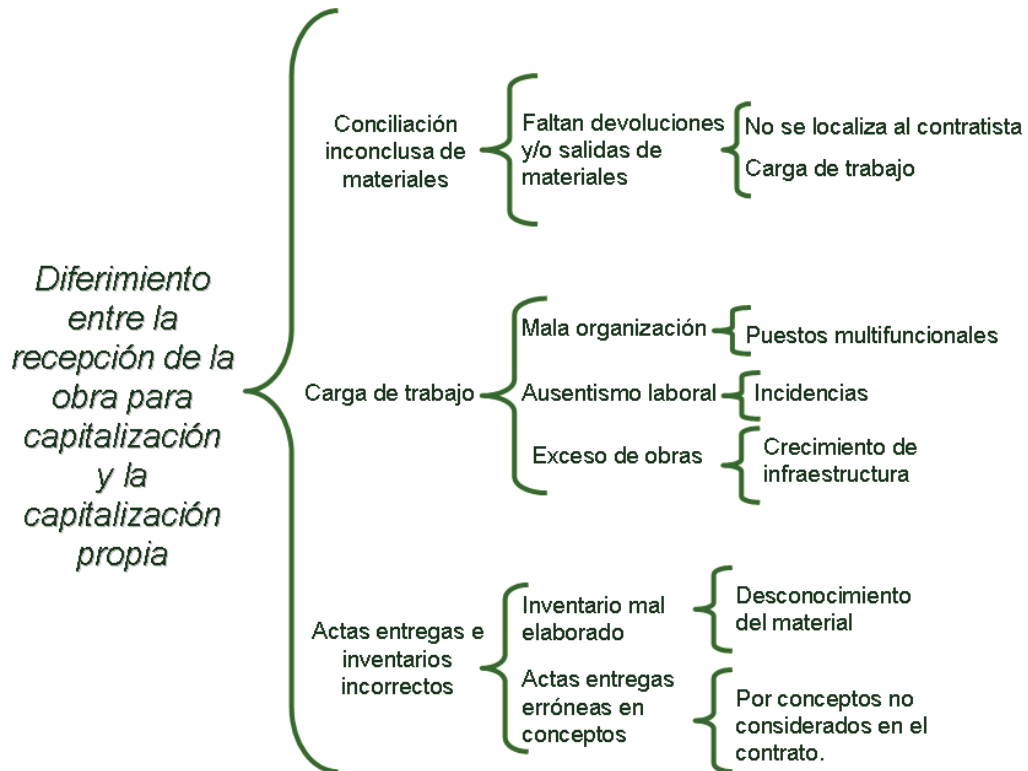 Diferimiento
entre la
recepción de la
obra para
capitalización
y la
capitalización
propia
Conciliación
inconclusa de
materiales
Faltan devoluciones
y/o salidas de
materiales
No se localiza al contratista
Carga de trabajo
Carga de trabajo
Mala organización
Puestos multifuncionales
Ausentismo laboral
Incidencias
Exceso de obras
Crecimiento de
infraestructura
Actas entregas e
inventarios
incorrectos
Inventario mal
elaborado
Desconocimiento
del material
Actas entregas
erróneas en
conceptos
Por conceptos no
considerados en el
contrato.